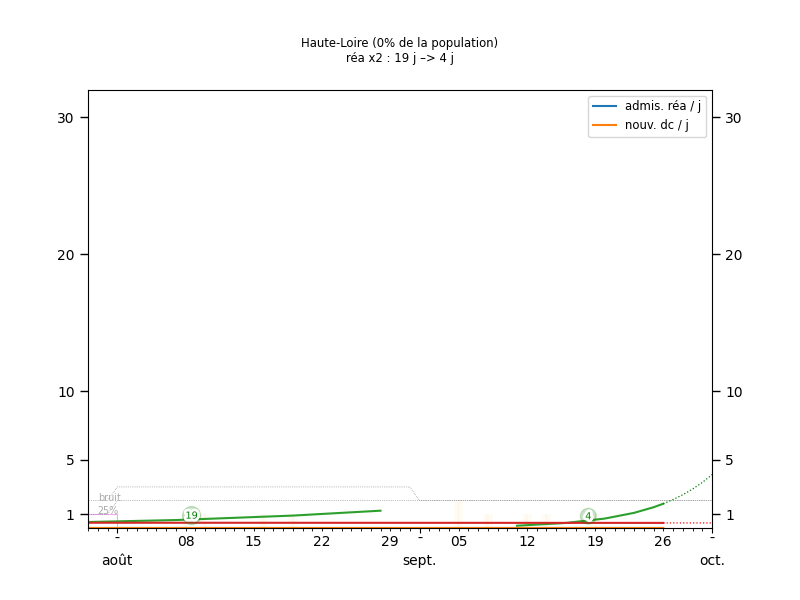 Haute-Loire (0% de la population)
réa x2 : 19 j –> 4 j
admis. réa / j
nouv. dc / j
30
30
20
20
10
10
5
5
bruit
25%
1
1
19
4
- 08 15 22 29 - 05 12 19 26 -
août sept. oct.